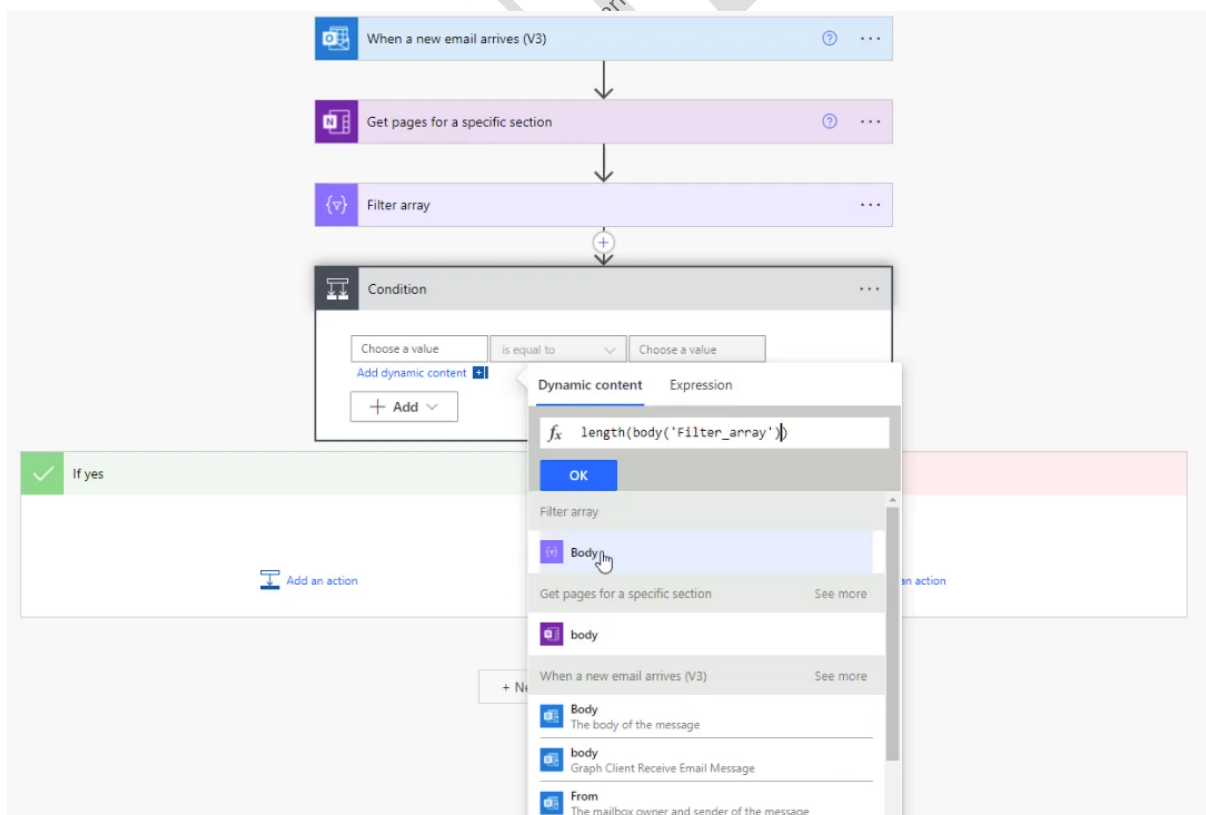 When a new email arrives (V3)
Get pages for a specific section
Filter array
Condition
Choose a value is equal to Choose a value
Add dynamic content
Add
Dynamic content Expression
fx length(body('Filter_array'))
OK
If yes
Add an action
an action
Filter array
Body
Get pages for a specific section See more
body
+ Ne
When a new email arrives (V3) See more
Body
The body of the message
body
Graph Client Receive Email Message
From
The mailbox owner and sender of the message